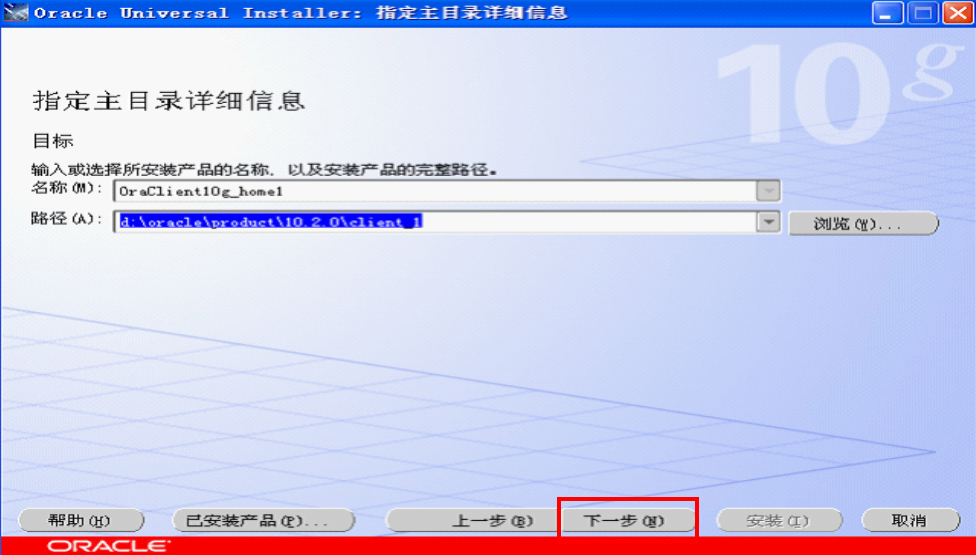 Oracle Universal Installer: 指定主目录详细信息
10g
指定主目录详细信息
目标
输入或选择所安装产品的名称, 以及安装产品的完整路径。
名称(M): OraClient10g_home1
路径(A): d:\oracle\product\10.2.0\client_1 浏览(W)...
帮助(H) 已安装产品(P)... 上一步(B) 下一步(N) 安装(I) 取消
ORACLE